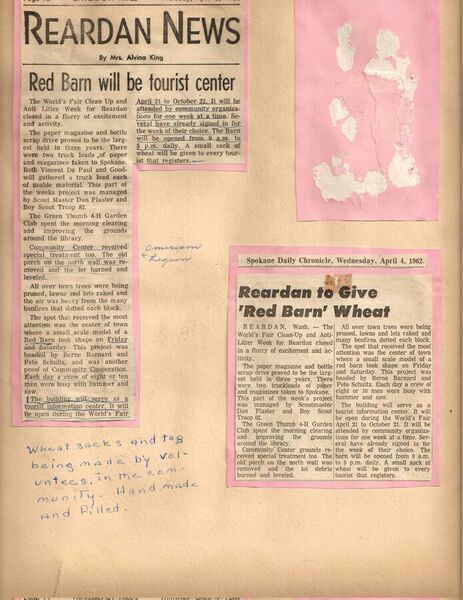 REARDAN NEWS
By Mrs. Alvina King
Red Barn will be tourist center
The World's Fair Clean Up and
Anti Litter Week for Reardan
closed in a flurry of excitement
and activity.
The paper magazine and bottle
scrap drive proved to be the larg-
est held in three years. There
were two truck loads of paper
and magazines taken to Spokane.
Both Vincent De Paul and Good-
will gathered a truck load each
of usable material. This part of
the weeks project was managed
by Scout Master Dan Plaster and
Boy Scout Troop 82.
The Green Thumb 4-H Garden
Club spent the morning clearing
and improving the grounds
around the library.
Community Center received
special treatment too. The old
porch on the north wall was re-
moved and the lot burned and
leveled.
All over town trees were being
pruned, lawns and lots raked and
the air was heavy from the many
bonfires that dotted each block.
The spot that received the most
attention was the center of town
where a small scale model of a
Red Barn took shape on Friday
and Saturday. This project was
headed by Berne Barnard and
Pete Schultz, and was another
proof of Community Cooperation.
Each day a crew of eight or ten
men were busy with hammer and
saw.
The building will serve as a
tourist information center. It will
be open during the World's Fair
April 21 to October 21. It will be
attended by community organiza-
tions for one week at a time. Se-
veral have already signed in for
the week of their choice. The Barn
will be opened from 9 a.m. to
5 p.m. daily. A small sack of
wheat will be given to every tour-
ist that registers.
American
Legion
Wheat sacks and tag
being made by vol-
untees. in the com-
munity. Hand made
and filled.
Spokane Daily Chronicle, Wednesday, April 4, 1962.
Reardan to Give
'Red Barn' Wheat
REARDAN, Wash. — The
World's Fair Clean-Up and Anti-
Litter Week for Reardan closed
in a flurry of excitement and ac-
tivity.
The paper magazine and bottle
scrap drive proved to be the larg-
est held in three years. There
were two truckloads of paper
and magazines taken to Spokane.
This part of the week's project
was managed by Scoutmaster
Dan Plaster and Boy Scout
Troop 82.
The Green Thumb 4-H Garden
Club spent the morning clearing
and improving the grounds
around the library.
Community Center grounds re-
ceived special treatment too. The
old porch on the north wall was
removed and the lot debris
burned and leveled.
All over town trees were being
pruned, lawns and lots raked and
many bonfires dotted each block.
The spot that received the most
attention was the center of town
where a small scale model of
a red barn took shape on Friday
and Saturday. This project was
headed by Berne Barnard and
Pete Schultz. Each day a crew of
eight or 10 men were busy with
hammer and saw.
The building will serve as a
tourist information center. It will
be open during the World's Fair
April 21 to October 21. It will be
attended by community organiza-
tions for one week at a time. Sev-
eral have already signed in for
the week of their choice. The
barn will be opened from 9 a.m.
to 5 p.m. daily. A small sack of
wheat will be given to every
tourist that registers.